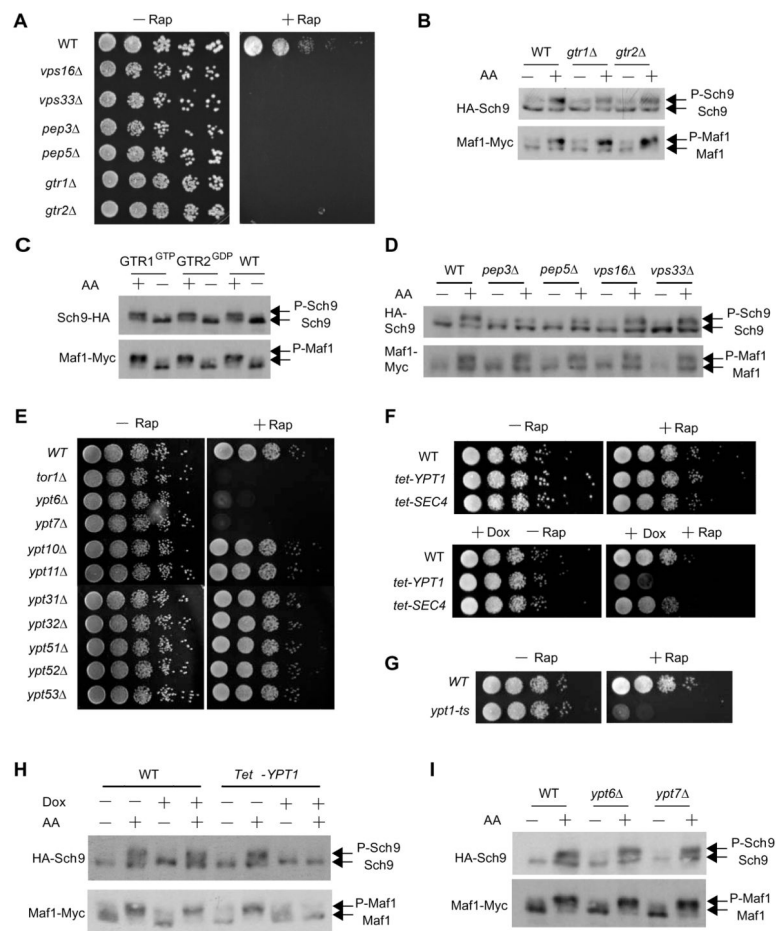 A
− Rap
+ Rap
WT
vps16Δ
vps33Δ
pep3Δ
pep5Δ
gtr1Δ
gtr2Δ
B
WT gtr1Δ gtr2Δ
AA − + − + − +
HA-Sch9
P-Sch9
Sch9
Maf1-Myc
P-Maf1
Maf1
C
GTR1GTP GTR2GDP WT
AA + − + − + −
Sch9-HA
P-Sch9
Sch9
Maf1-Myc
P-Maf1
D
WT pep3Δ pep5Δ vps16Δ vps33Δ
AA − + − + − + − + − +
HA-
Sch9
P-Sch9
Sch9
Maf1-
Myc
P-Maf1
Maf1
E
− Rap
+ Rap
WT
tor1Δ
ypt6Δ
ypt7Δ
ypt10Δ
ypt11Δ
ypt31Δ
ypt32Δ
ypt51Δ
ypt52Δ
ypt53Δ
F
− Rap
+ Rap
WT
tet-YPT1
tet-SEC4
+ Dox − Rap
+ Dox + Rap
WT
tet-YPT1
tet-SEC4
G
− Rap
+ Rap
WT
ypt1-ts
H
WT Tet -YPT1
Dox − − + + − − + +
AA − + − + − + − +
HA-Sch9
P-Sch9
Sch9
Maf1-Myc
P-Maf1
Maf1
I
WT ypt6Δ ypt7Δ
AA − + − + − +
HA-Sch9
P-Sch9
Sch9
Maf1-Myc
P-Maf1
Maf1